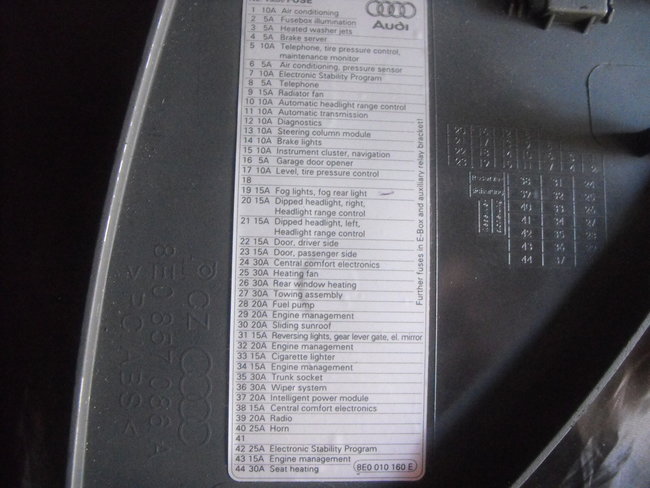 FUSE
Audi
1 10A Air conditioning
2 5A Fusebox illumination
3 5A Heated washer jets
4 5A Brake server
5 10A Telephone, tire pressure control,
maintenance monitor
6 5A Air conditioning, pressure sensor
7 10A Electronic Stability Program
8 5A Telephone
9 15A Radiator fan
10 10A Automatic headlight range control
11 10A Automatic transmission
12 10A Diagnostics
13 10A Steering column module
14 10A Brake lights
15 10A Instrument cluster, navigation
16 5A Garage door opener
17 10A Level, tire pressure control
18
19 15A Fog lights, fog rear light
20 15A Dipped headlight, right,
Headlight range control
21 15A Dipped headlight, left,
Headlight range control
22 15A Door, driver side
23 15A Door, passenger side
24 30A Central comfort electronics
25 30A Heating fan
26 30A Rear window heating
27 30A Towing assembly
28 20A Fuel pump
29 20A Engine management
30 20A Sliding sunroof
31 15A Reversing lights, gear lever gate, el. mirror
32 20A Engine management
33 15A Cigarette lighter
34 15A Engine management
35 30A Trunk socket
36 30A Wiper system
37 20A Intelligent power module
38 15A Central comfort electronics
39 20A Radio
40 25A Horn
41
42 25A Electronic Stability Program
43 15A Engine management
44 30A Seat heating
8E0 010 160 E
Further fuses in E-Box and auxiliary relay bracket!